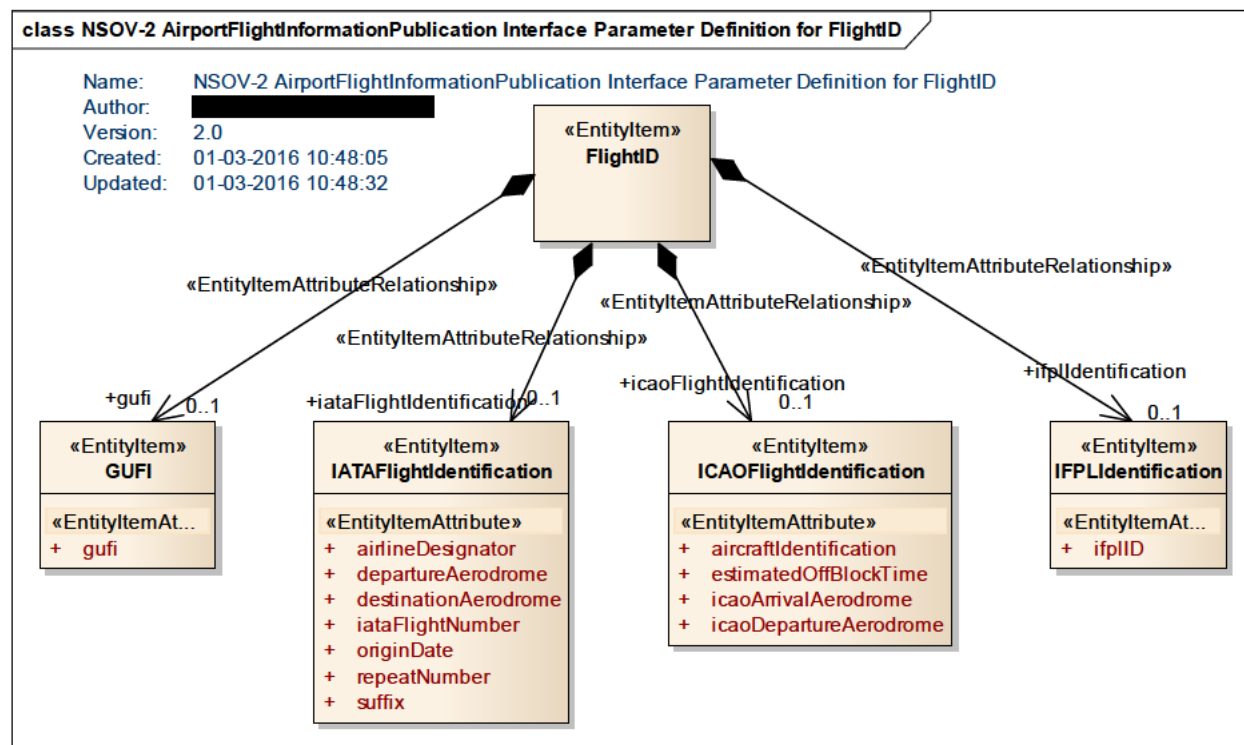 class NSOV-2 AirportFlightInformationPublication Interface Parameter Definition for FlightID
Name: NSOV-2 AirportFlightInformationPublication Interface Parameter Definition for FlightID
Author:
Version: 2.0
Created: 01-03-2016 10:48:05
Updated: 01-03-2016 10:48:32
«EntityItem»
FlightID
«EntityItemAttributeRelationship»
«EntityItemAttributeRelationship»
«EntityItemAttributeRelationship»
«EntityItemAttributeRelationship»
+gufi 0..1
+iataFlightIdentification 0..1
+icaoFlightIdentification
0..1
+ifplIdentification
0..1
«EntityItem»
GUFI
«EntityItemAt...
+ gufi
«EntityItem»
IATAFlightIdentification
«EntityItemAttribute»
+ airlineDesignator
+ departureAerodrome
+ destinationAerodrome
+ iataFlightNumber
+ originDate
+ repeatNumber
+ suffix
«EntityItem»
ICAOFlightIdentification
«EntityItemAttribute»
+ aircraftIdentification
+ estimatedOffBlockTime
+ icaoArrivalAerodrome
+ icaoDepartureAerodrome
«EntityItem»
IFPLIdentification
«EntityItemAt...
+ ifplID